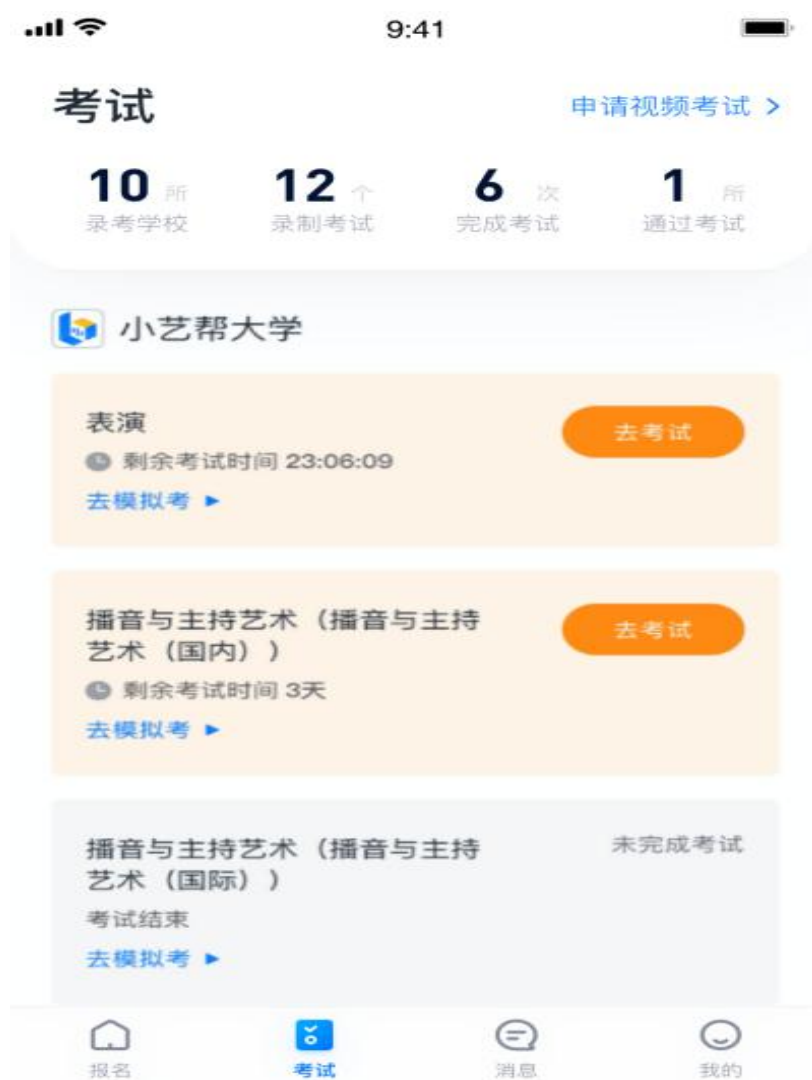 9:41
考试
申请视频考试 >
10 所
12 个
6 次
1 所
录考学校
录制考试
完成考试
通过考试
小艺帮大学
表演
去考试
剩余考试时间 23:06:09
去模拟考 ▶
播音与主持艺术（播音与主持
艺术（国内））
去考试
剩余考试时间 3天
去模拟考 ▶
播音与主持艺术（播音与主持
艺术（国际））
未完成考试
考试结束
去模拟考 ▶
报名
考试
消息
我的